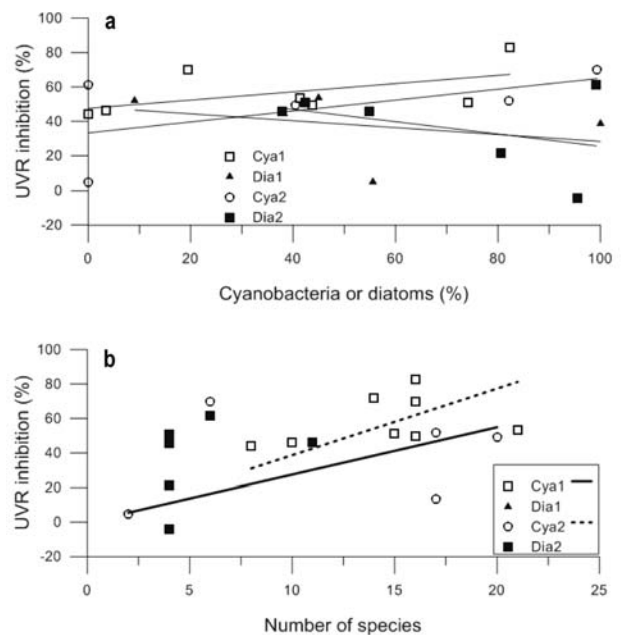 a
100
80
60
40
20
0
-20
UVR inhibition (%)
Cya1
Dia1
Cya2
Dia2
0 20 40 60 80 100
Cyanobacteria or diatoms (%)
b
100
80
60
40
20
0
-20
UVR inhibition (%)
Cya1
Dia1
Cya2
Dia2
0 5 10 15 20 25
Number of species